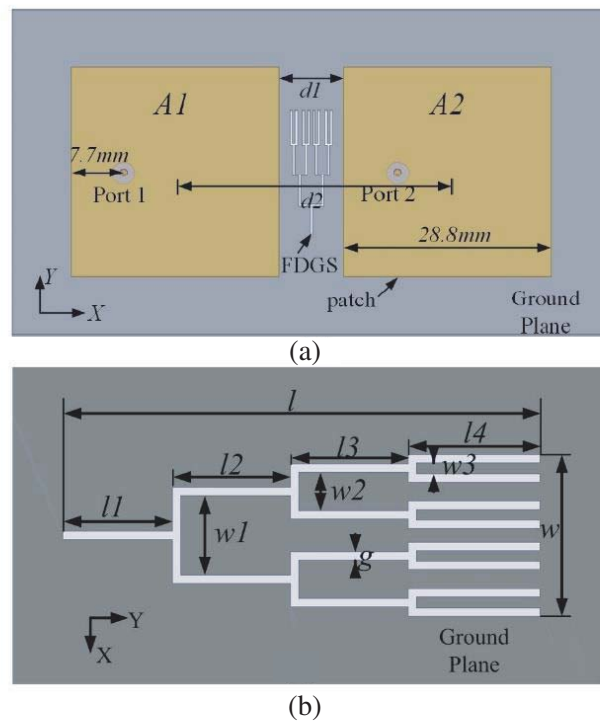 d1
A1
A2
7.7mm
Port 1
Port 2
d2
28.8mm
FDGS
patch
Y
X
Ground
Plane
(a)
l
l4
l2
l3
w3
l1
w2
w1
w
g
Y
X
Ground
Plane
(b)